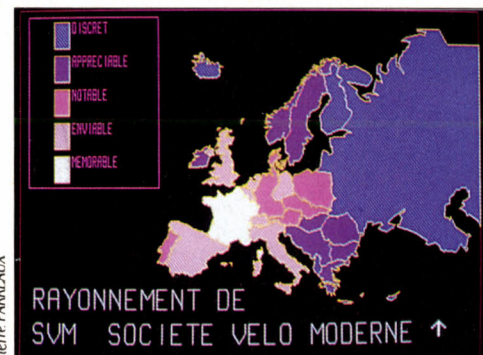 DISCRET
APPRECIABLE
NOTABLE
ENVIABLE
MEMORABLE
RAYONNEMENT DE
SVM SOCIETE VELO MODERNE ↑